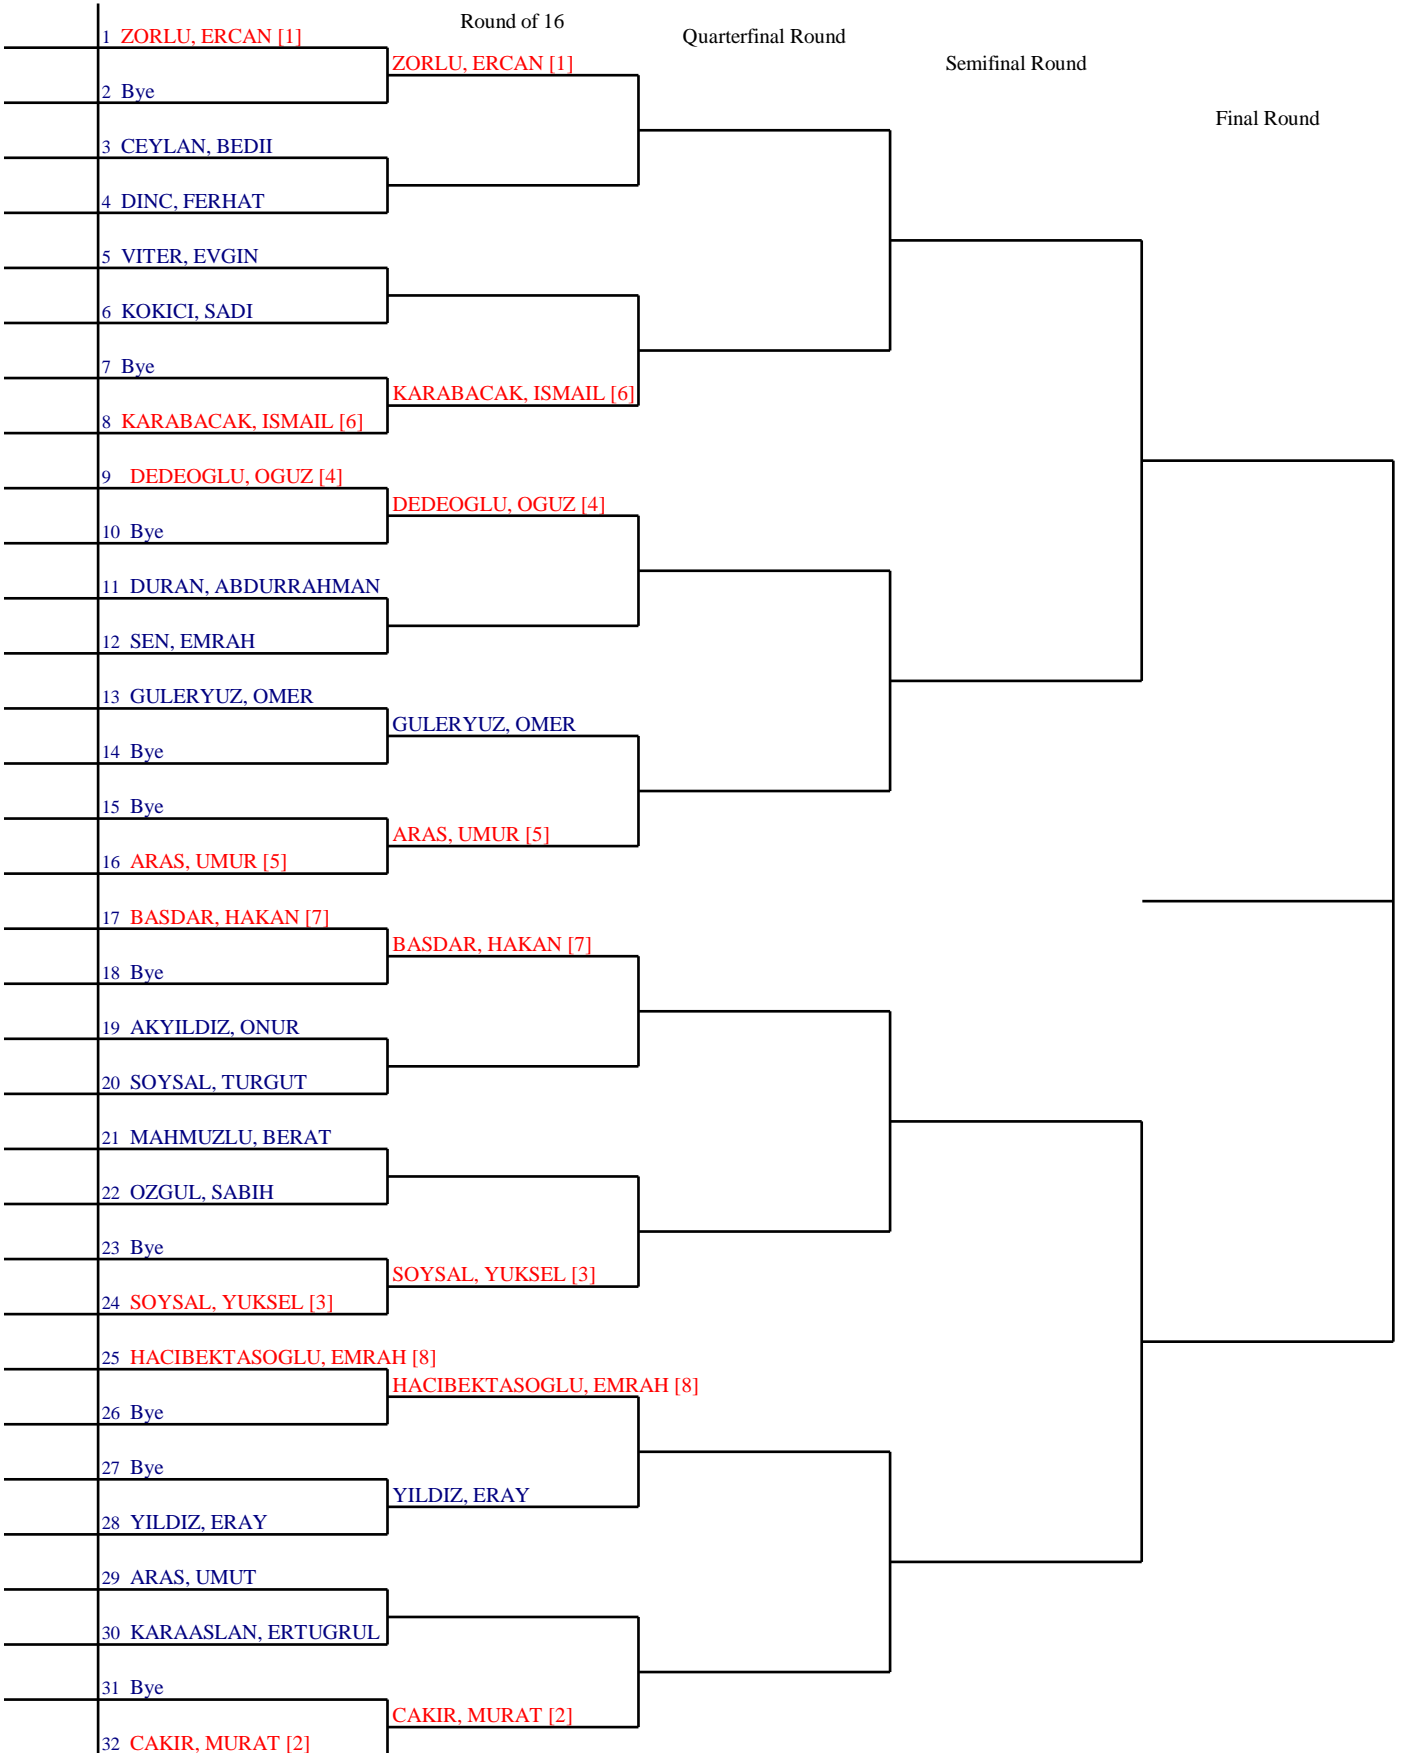 Round of 16
Quarterfinal Round
Semifinal Round
Final Round
1 ZORLU, ERCAN [1]
ZORLU, ERCAN [1]
2 Bye
3 CEYLAN, BEDII
4 DINC, FERHAT
5 VITER, EVGIN
6 KOKICI, SADI
7 Bye
KARABACAK, ISMAIL [6]
8 KARABACAK, ISMAIL [6]
9 DEDEOGLU, OGUZ [4]
DEDEOGLU, OGUZ [4]
10 Bye
11 DURAN, ABDURRAHMAN
12 SEN, EMRAH
13 GULERYUZ, OMER
GULERYUZ, OMER
14 Bye
15 Bye
ARAS, UMUR [5]
16 ARAS, UMUR [5]
17 BASDAR, HAKAN [7]
BASDAR, HAKAN [7]
18 Bye
19 AKYILDIZ, ONUR
20 SOYSAL, TURGUT
21 MAHMUZLU, BERAT
22 OZGUL, SABIH
23 Bye
SOYSAL, YUKSEL [3]
24 SOYSAL, YUKSEL [3]
25 HACIBEKTASOGLU, EMRAH [8]
HACIBEKTASOGLU, EMRAH [8]
26 Bye
27 Bye
YILDIZ, ERAY
28 YILDIZ, ERAY
29 ARAS, UMUT
30 KARAASLAN, ERTUGRUL
31 Bye
CAKIR, MURAT [2]
32 CAKIR, MURAT [2]